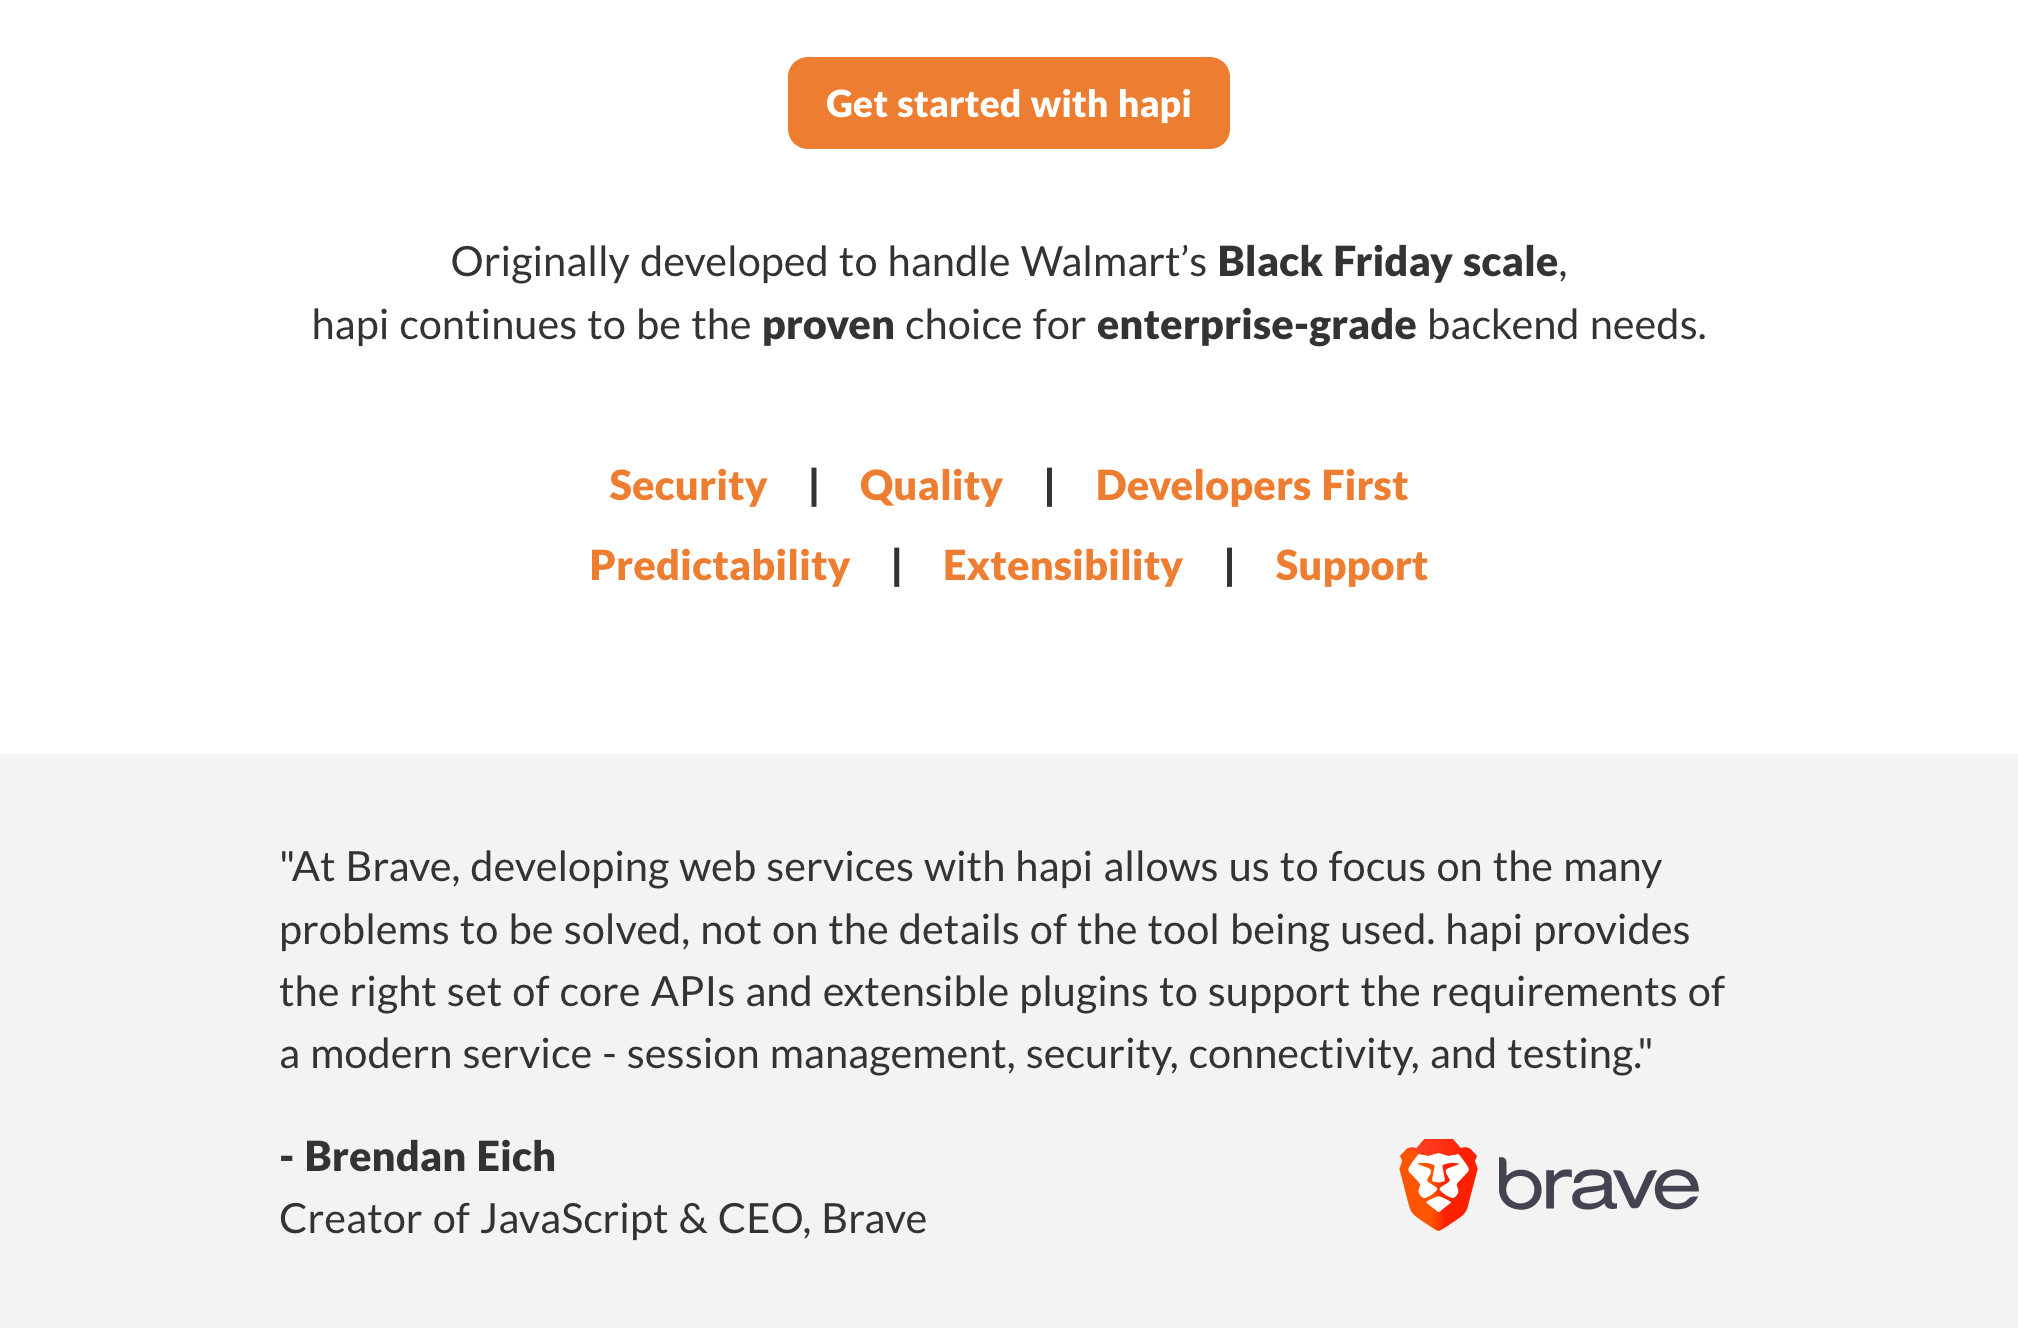 Get started with hapi
Originally developed to handle Walmart’s Black Friday scale,
hapi continues to be the proven choice for enterprise-grade backend needs.
Security | Quality | Developers First
Predictability | Extensibility | Support
"At Brave, developing web services with hapi allows us to focus on the many
problems to be solved, not on the details of the tool being used. hapi provides
the right set of core APIs and extensible plugins to support the requirements of
a modern service - session management, security, connectivity, and testing."
- Brendan Eich
Creator of JavaScript & CEO, Brave
brave